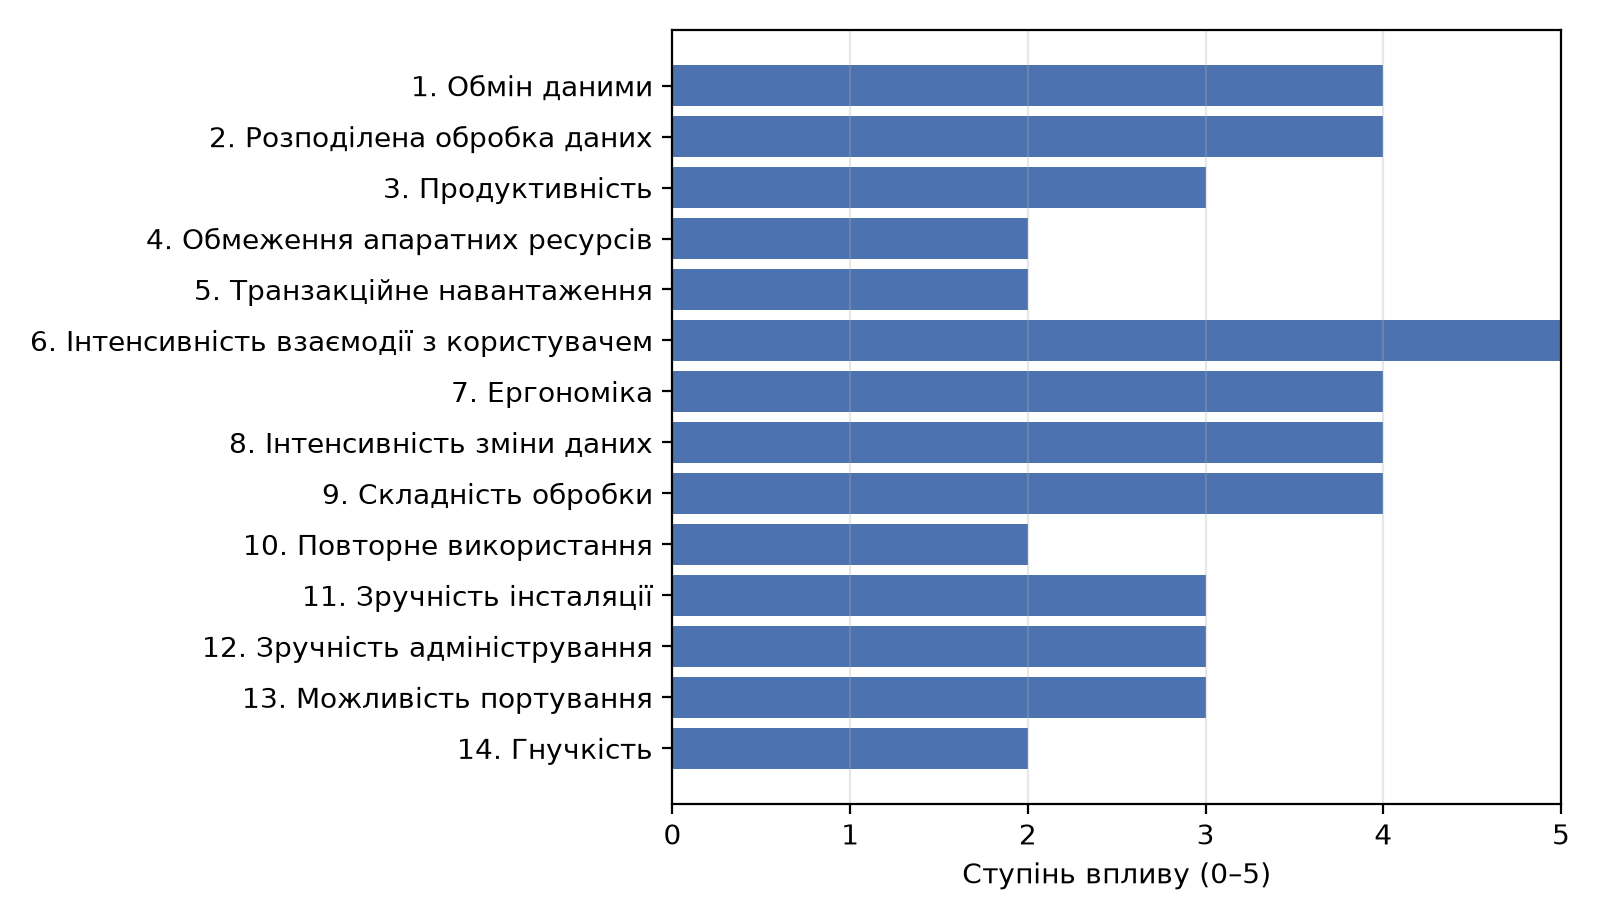 1. Обмін даними
2. Розподілена обробка даних
3. Продуктивність
4. Обмеження апаратних ресурсів
5. Транзакційне навантаження
6. Інтенсивність взаємодії з користувачем
7. Ергономіка
8. Інтенсивність зміни даних
9. Складність обробки
10. Повторне використання
11. Зручність інсталяції
12. Зручність адміністрування
13. Можливість портування
14. Гнучкість
0 1 2 3 4 5
Ступінь впливу (0–5)